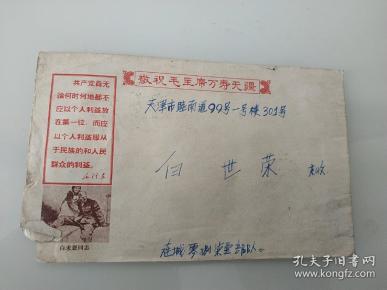 敬祝毛主席万寿无疆
共产党员无
论何时何地都不
应以个人利益放
在第一位，而应
以个人利益服从
于民族的和人民
群众的利益。
毛泽东
天津市睦南道99号一号楼301号
白世荣 收
部队。
白求恩同志
孔夫子旧书网